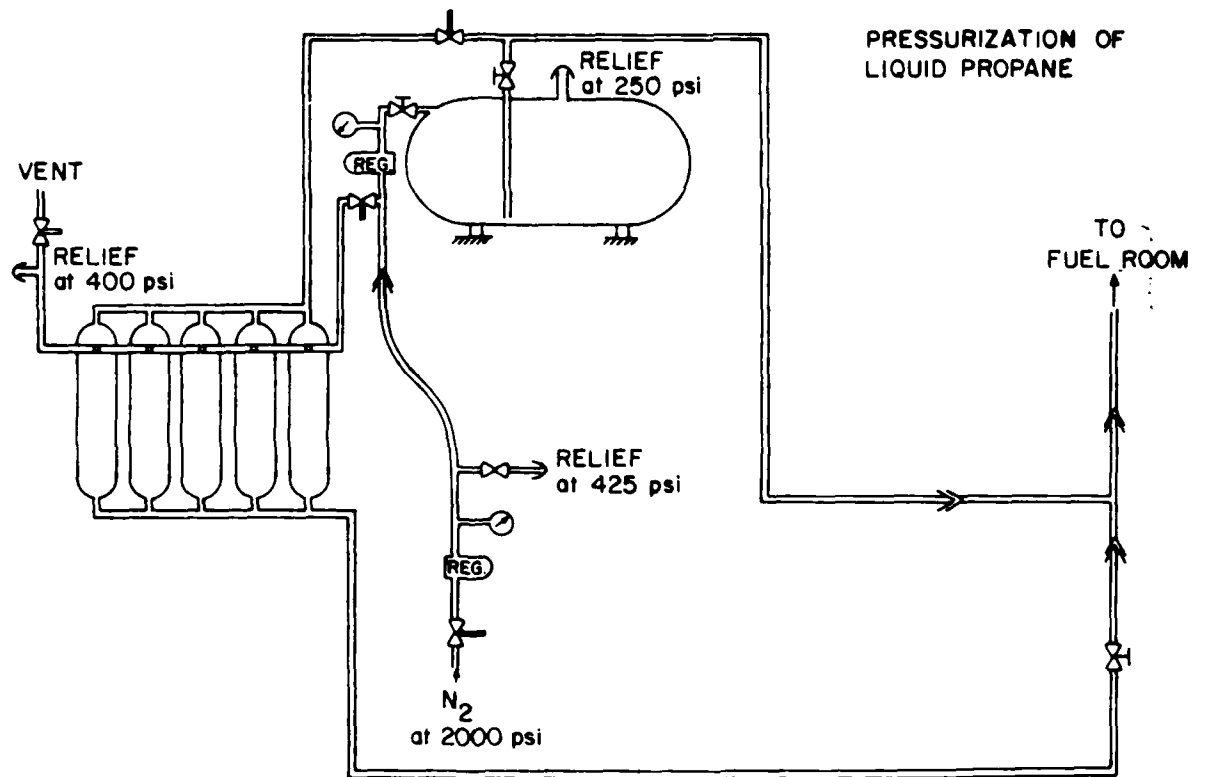 PRESSURIZATION OF
LIQUID PROPANE
RELIEF
at 250 psi
REG.
VENT
RELIEF
at 400 psi
TO
FUEL ROOM
RELIEF
at 425 psi
REG.
N2
at 2000 psi